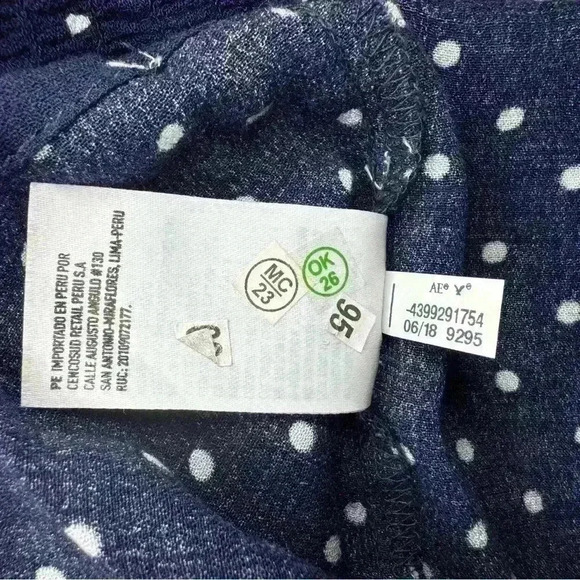 PE IMPORTADO EN PERU POR
CENCOSUD RETAIL PERU S.A
CALLE AUGUSTO ANGULO #130
SAN ANTONIO-MIRAFLORES, LIMA-PERU
RUC: 20109072177.
MC
23
OK
26
95
AE
-4399291754
06/18 9295